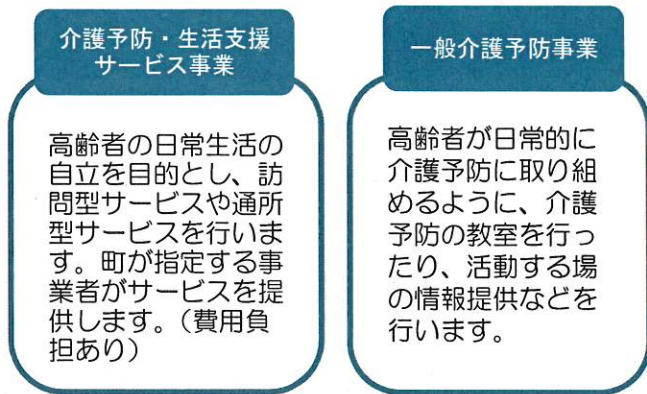 介護予防・生活支援
サービス事業
高齢者の日常生活の
自立を目的とし、訪
問型サービスや通所
型サービスを行いま
す。町が指定する事
業者がサービスを提
供します。（費用負
担あり）
一般介護予防事業
高齢者が日常的に
介護予防に取り組
めるように、介護
予防の教室を行っ
たり、活動する場
の情報提供などを
行います。